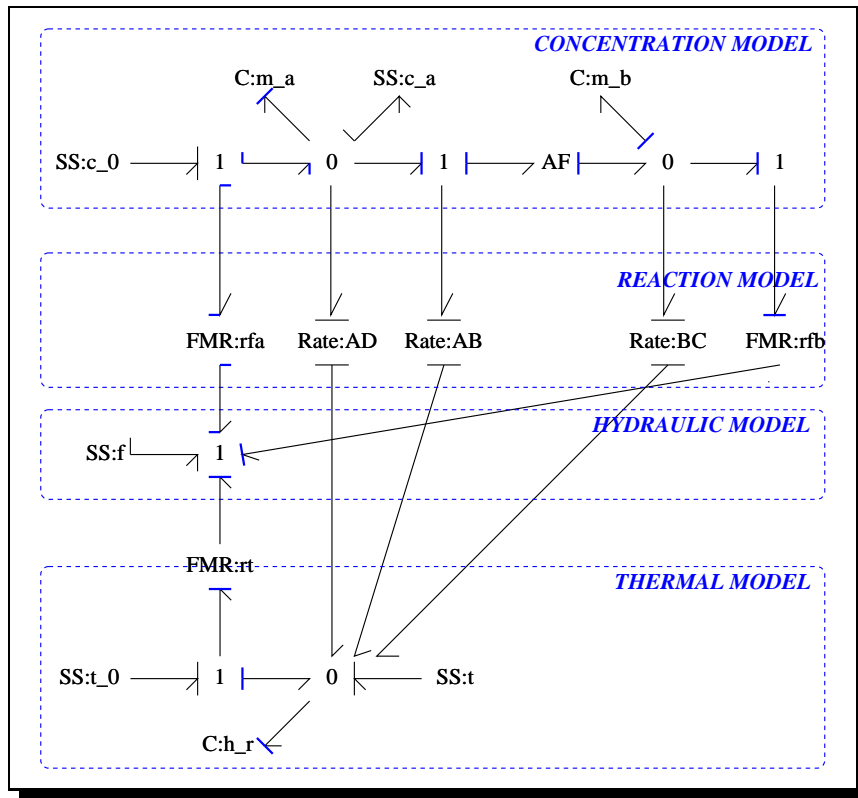 CONCENTRATION MODEL
C:m_a SS:c_a C:m_b
SS:c_0 1 0 1 AF 0 1
REACTION MODEL
FMR:rfa Rate:AD Rate:AB Rate:BC FMR:rfb
HYDRAULIC MODEL
SS:f 1
FMR:rt
THERMAL MODEL
SS:t_0 1 0 SS:t
C:h_r